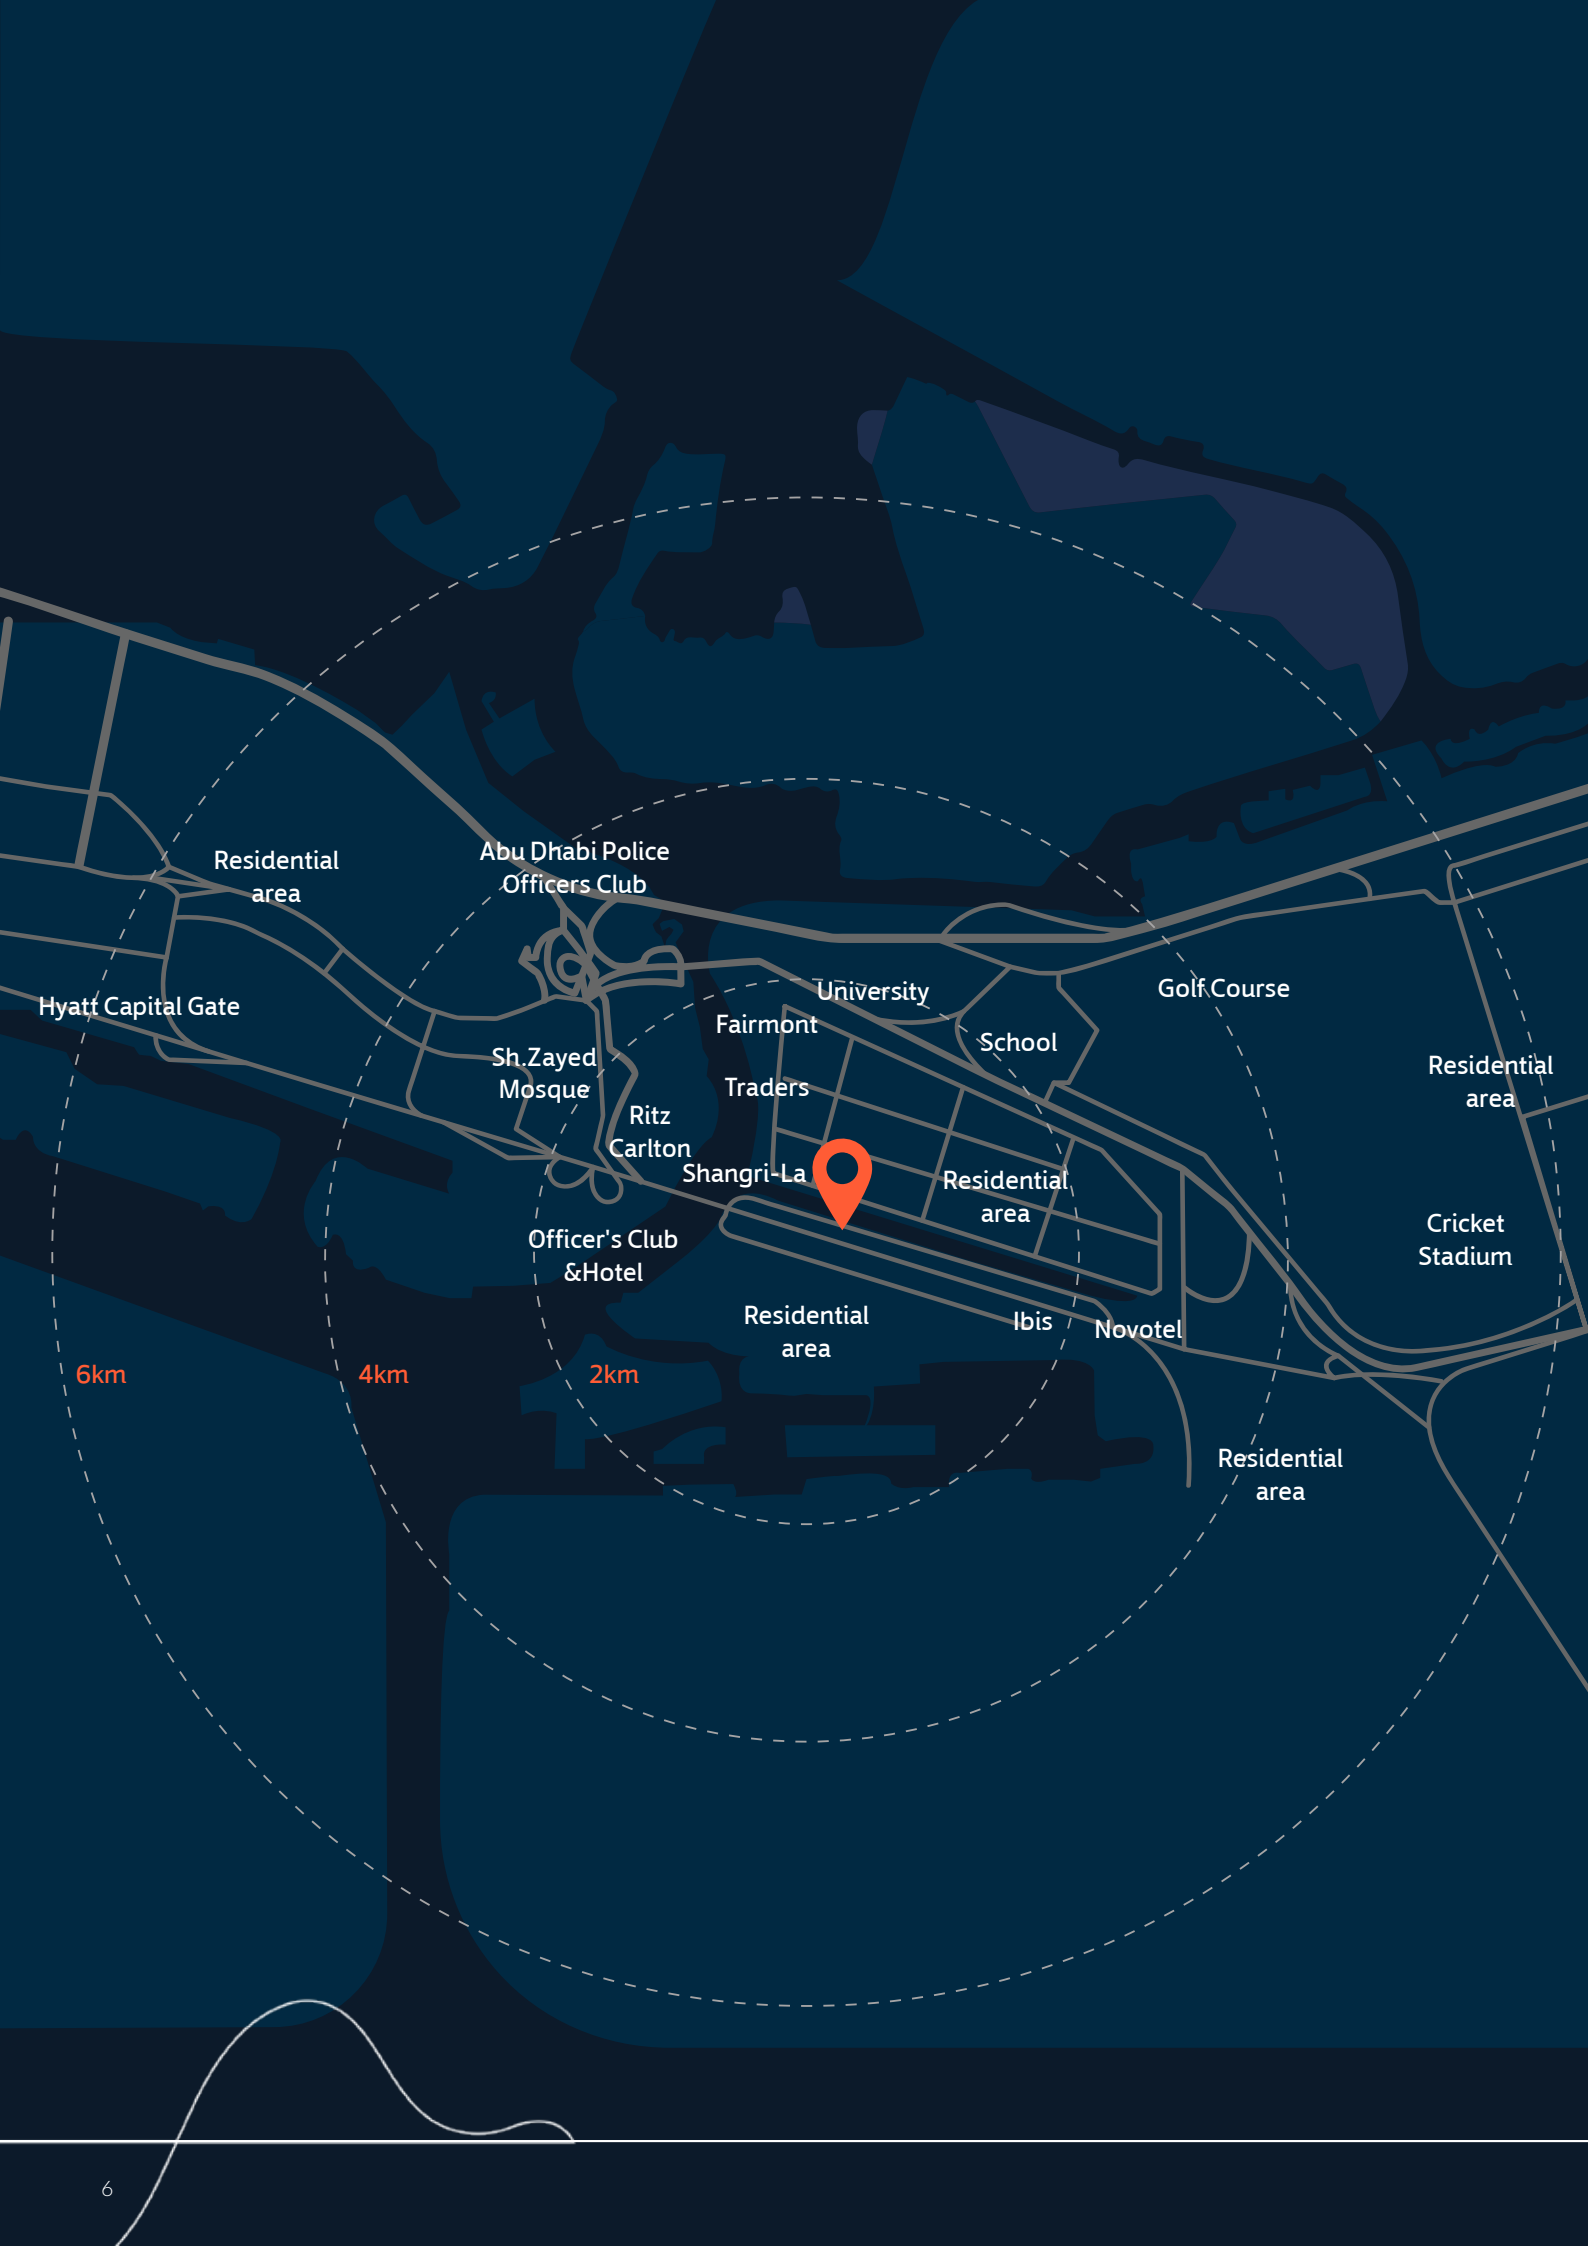 Abu Dhabi Police
Officers Club
Residential
area
Hyatt Capital Gate
University
Fairmont
Golf Course
School
Sh.Zayed
Mosque
Traders
Residential
area
Ritz
Carlton
Shangri-La
Residential
area
Officer's Club
&Hotel
Cricket
Stadium
Residential
area
Ibis
Novotel
6km
4km
2km
Residential
area
6